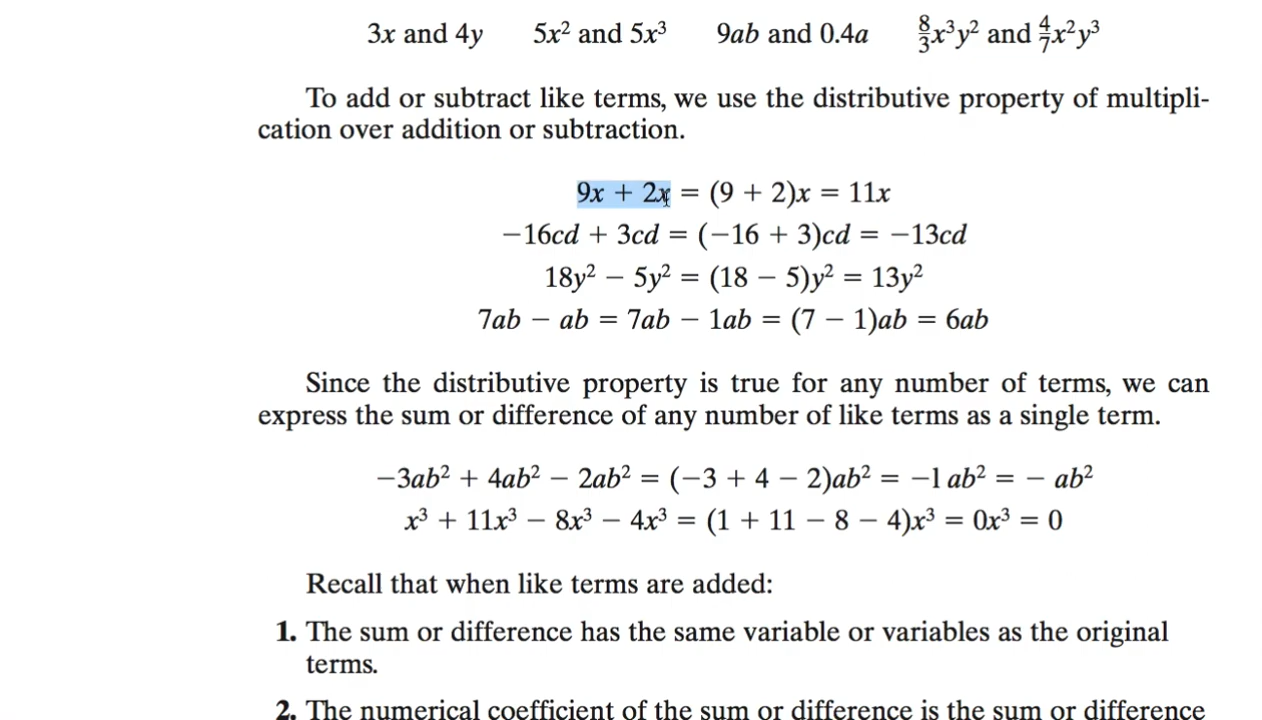 3x and 4y 5x² and 5x³ 9ab and 0.4a 8/3x³y² and 4/7x²y³
To add or subtract like terms, we use the distributive property of multipli-
cation over addition or subtraction.
9x + 2x = (9 + 2)x = 11x
−16cd + 3cd = (−16 + 3)cd = −13cd
18y² − 5y² = (18 − 5)y² = 13y²
7ab − ab = 7ab − 1ab = (7 − 1)ab = 6ab
Since the distributive property is true for any number of terms, we can
express the sum or difference of any number of like terms as a single term.
−3ab² + 4ab² − 2ab² = (−3 + 4 − 2)ab² = −1 ab² = − ab²
x³ + 11x³ − 8x³ − 4x³ = (1 + 11 − 8 − 4)x³ = 0x³ = 0
Recall that when like terms are added:
1. The sum or difference has the same variable or variables as the original
terms.
2. The numerical coefficient of the sum or difference is the sum or difference